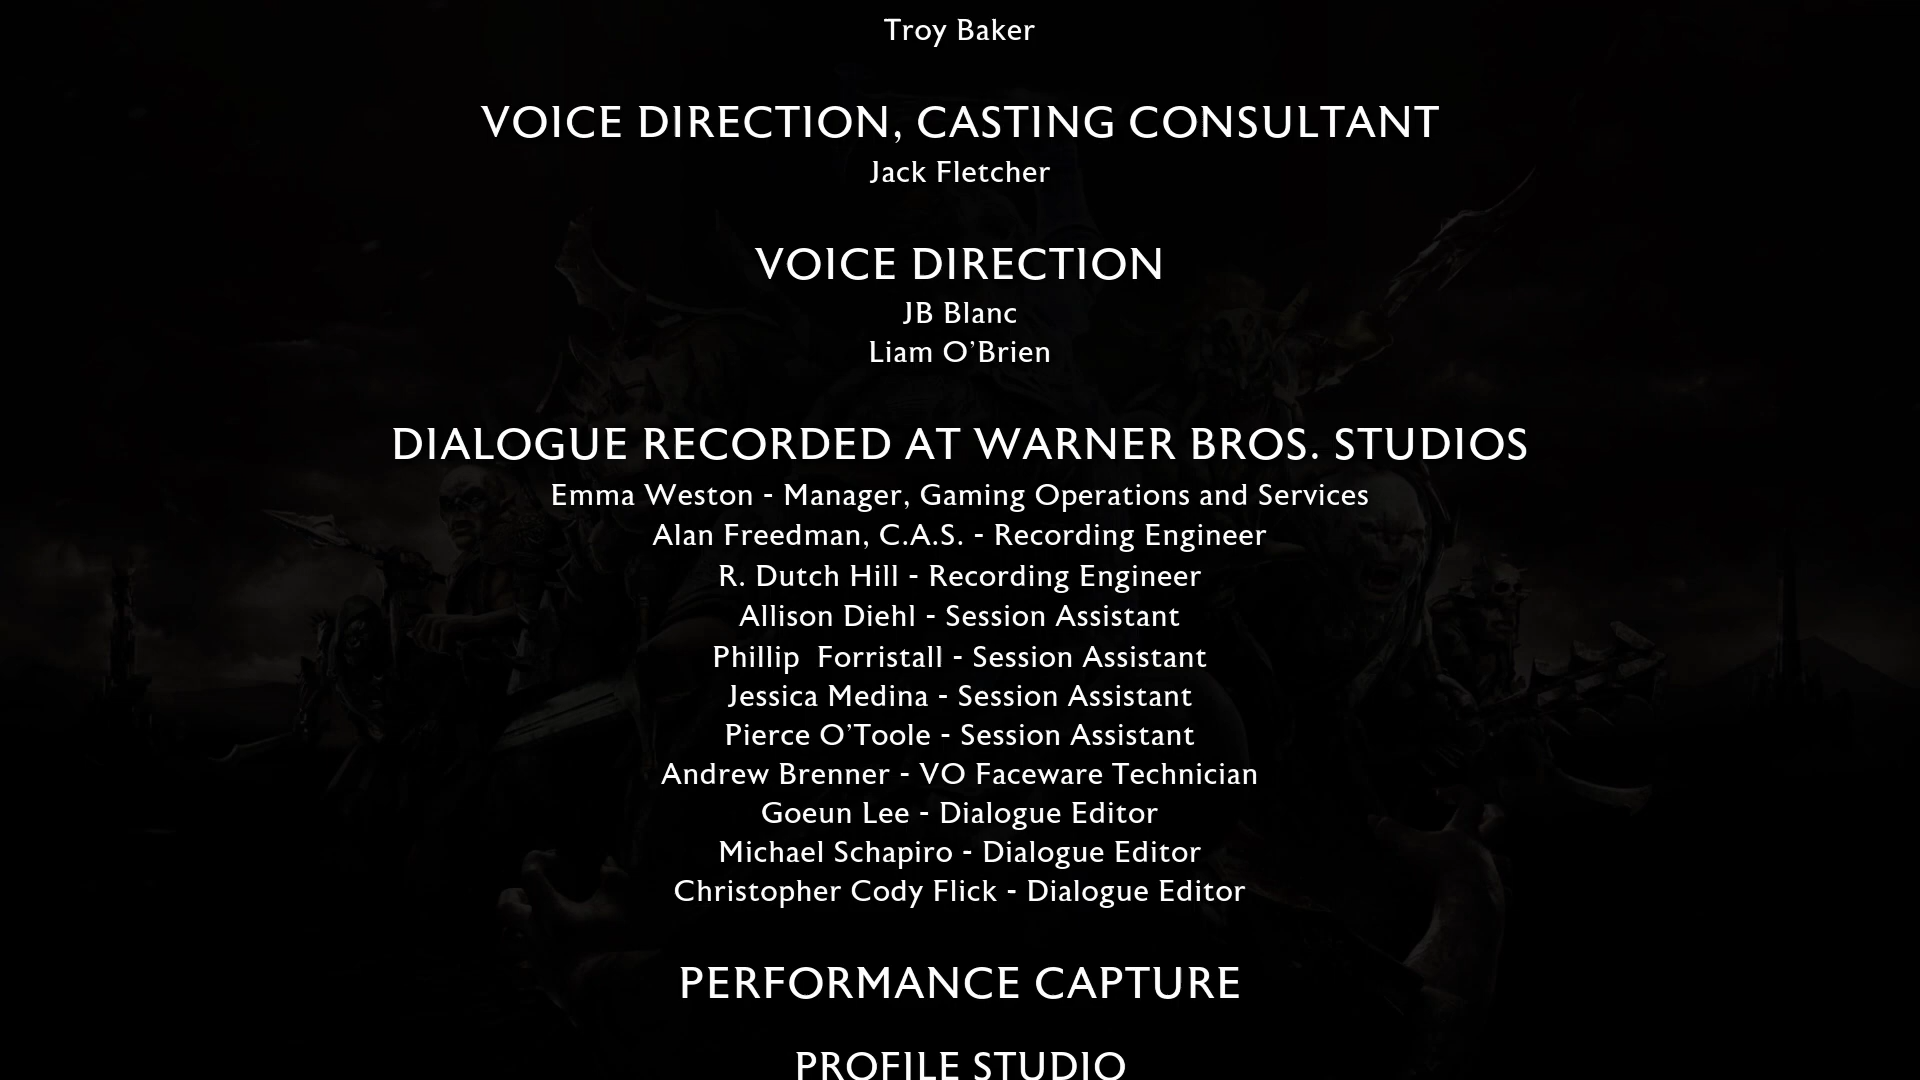 Troy Baker
VOICE DIRECTION, CASTING CONSULTANT
Jack Fletcher
VOICE DIRECTION
JB Blanc
Liam O’Brien
DIALOGUE RECORDED AT WARNER BROS. STUDIOS
Emma Weston - Manager, Gaming Operations and Services
Alan Freedman, C.A.S. - Recording Engineer
R. Dutch Hill - Recording Engineer
Allison Diehl - Session Assistant
Phillip  Forristall - Session Assistant
Jessica Medina - Session Assistant
Pierce O’Toole - Session Assistant
Andrew Brenner - VO Faceware Technician
Goeun Lee - Dialogue Editor
Michael Schapiro - Dialogue Editor
Christopher Cody Flick - Dialogue Editor
PERFORMANCE CAPTURE
PROFILE STUDIO